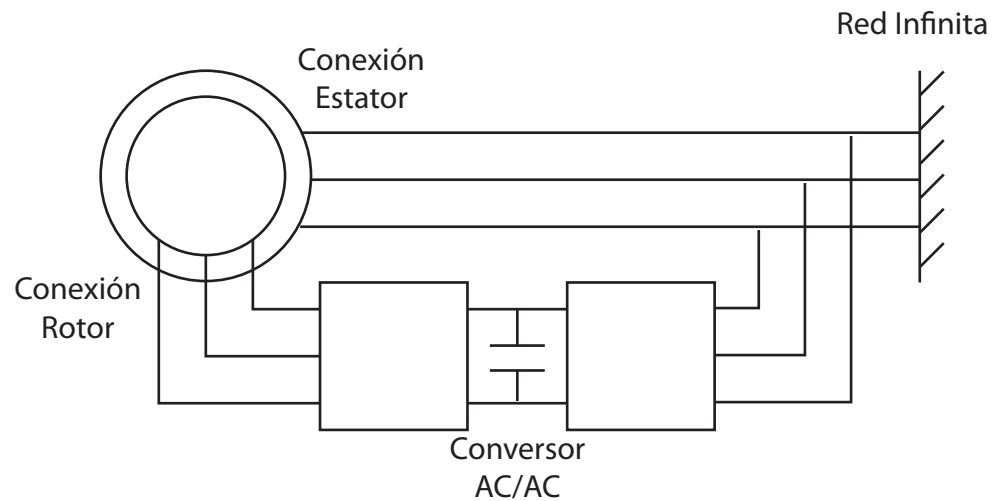 Red Infinita
Conexión
Estator
Conexión
Rotor
Conversor
AC/AC